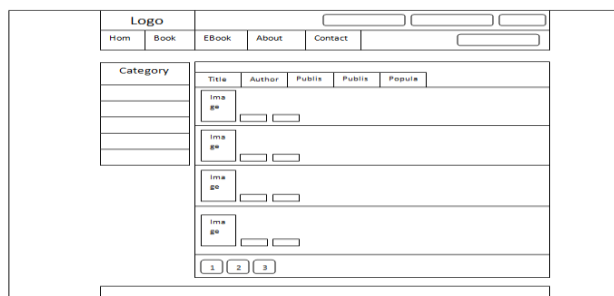 Logo
Hom Book EBook About Contact
Category
Title Author Publis Publis Popula
Ima
ge
Ima
ge
Ima
ge
Ima
ge
1 2 3